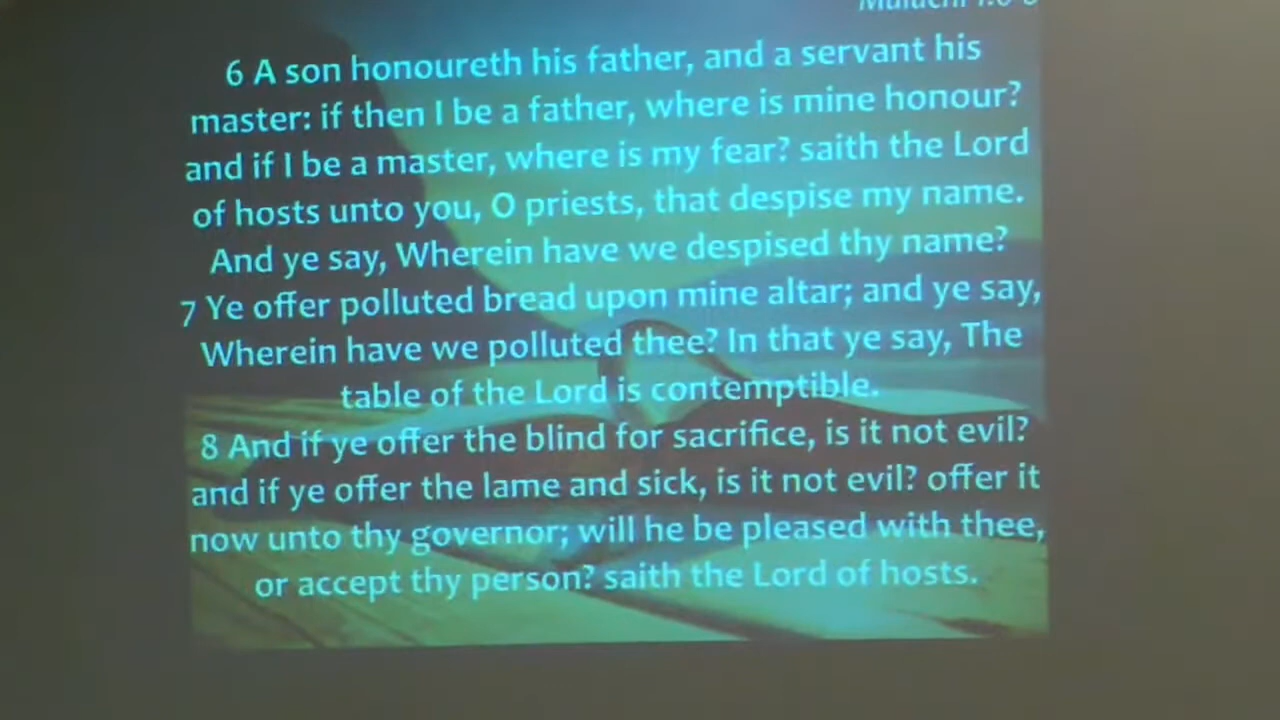 Malachi 1:6-8
6 A son honoureth his father, and a servant his
master: if then I be a father, where is mine honour?
and if I be a master, where is my fear? saith the Lord
of hosts unto you, O priests, that despise my name.
And ye say, Wherein have we despised thy name?
7 Ye offer polluted bread upon mine altar; and ye say,
Wherein have we polluted thee? In that ye say, The
table of the Lord is contemptible.
8 And if ye offer the blind for sacrifice, is it not evil?
and if ye offer the lame and sick, is it not evil? offer it
now unto thy governor; will he be pleased with thee,
or accept thy person? saith the Lord of hosts.